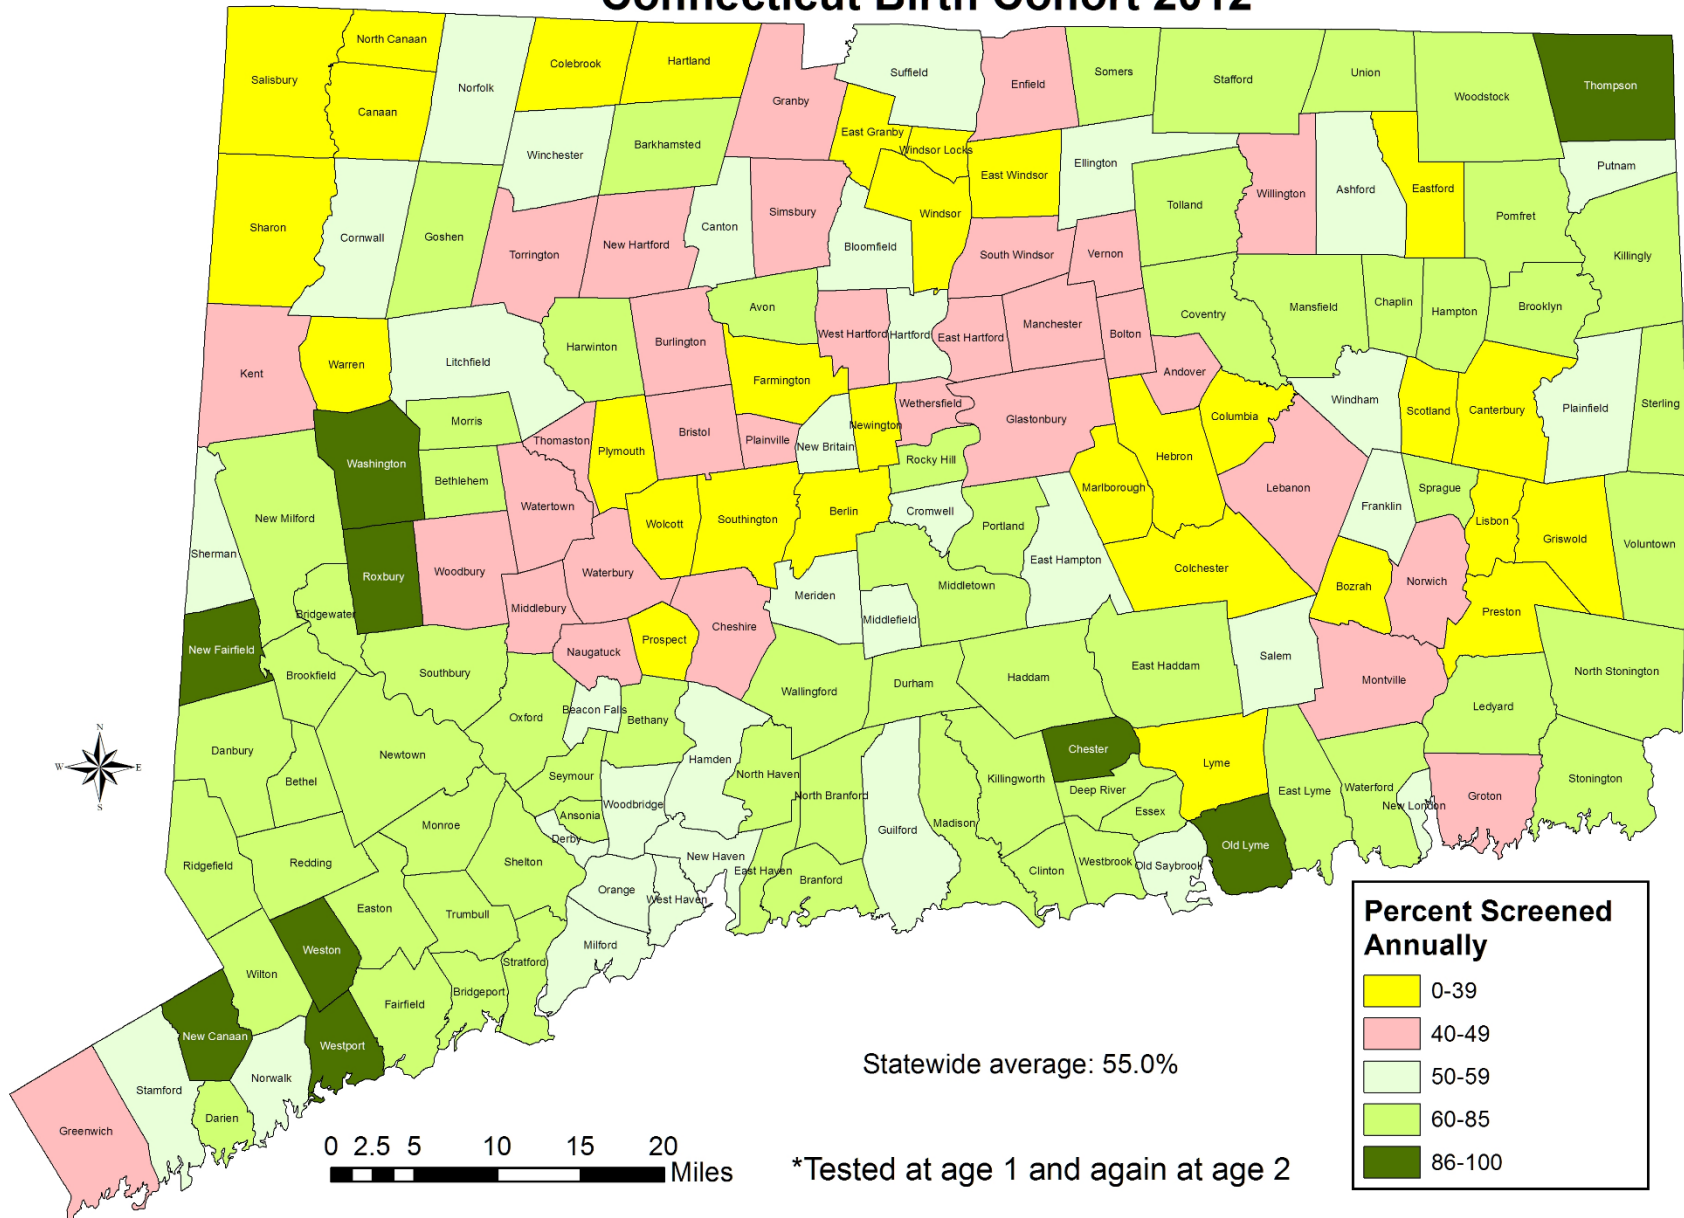 Connecticut Birth Cohort 2012
North Canaan
Salisbury
Canaan
Norfolk
Colebrook
Hartland
Granby
Suffield
Enfield
Somers
Stafford
Union
Woodstock
Thompson
East Granby
Windsor Locks
East Windsor
Ellington
Winchester
Barkhamsted
Putnam
Willington
Ashford
Eastford
Pomfret
Tolland
Sharon
Cornwall
Goshen
Torrington
New Hartford
Canton
Simsbury
Bloomfield
Windsor
South Windsor
Vernon
Killingly
Avon
Mansfield
Chaplin
Hampton
Brooklyn
Coventry
Kent
Warren
Litchfield
Harwinton
Burlington
West Hartford
Hartford
East Hartford
Manchester
Bolton
Andover
Farmington
Wethersfield
Glastonbury
Columbia
Windham
Scotland
Canterbury
Plainfield
Sterling
Morris
Thomaston
Plymouth
Bristol
Plainville
New Britain
Newington
Rocky Hill
Hebron
Marlborough
Lebanon
Washington
Bethlehem
Watertown
Wolcott
Southington
Berlin
Cromwell
Portland
East Hampton
Franklin
Sprague
Lisbon
Griswold
Voluntown
New Milford
Sherman
Roxbury
Woodbury
Waterbury
Middlebury
Meriden
Middlefield
Middletown
Colchester
Bozrah
Norwich
Preston
Bridgewater
New Fairfield
Naugatuck
Prospect
Cheshire
Brookfield
Southbury
Wallingford
Durham
Haddam
East Haddam
Salem
Montville
North Stonington
Ledyard
Oxford
Beacon Falls
Bethany
Danbury
Newtown
Bethel
Hamden
Seymour
North Haven
North Branford
Killingworth
Chester
Deep River
Lyme
East Lyme
Waterford
New London
Groton
Stonington
Essex
Woodbridge
Ansonia
Derby
Monroe
Guilford
Madison
Shelton
Ridgefield
Redding
New Haven
East Haven
Branford
Clinton
Westbrook
Old Saybrook
Old Lyme
Orange
West Haven
Easton
Trumbull
Milford
Weston
Wilton
Stratford
Bridgeport
Fairfield
New Canaan
Westport
Norwalk
Stamford
Darien
Greenwich
N
W E
S
Percent Screened
Annually
0-39
40-49
50-59
60-85
86-100
Statewide average: 55.0%
0 2.5 5 10 15 20
Miles
*Tested at age 1 and again at age 2